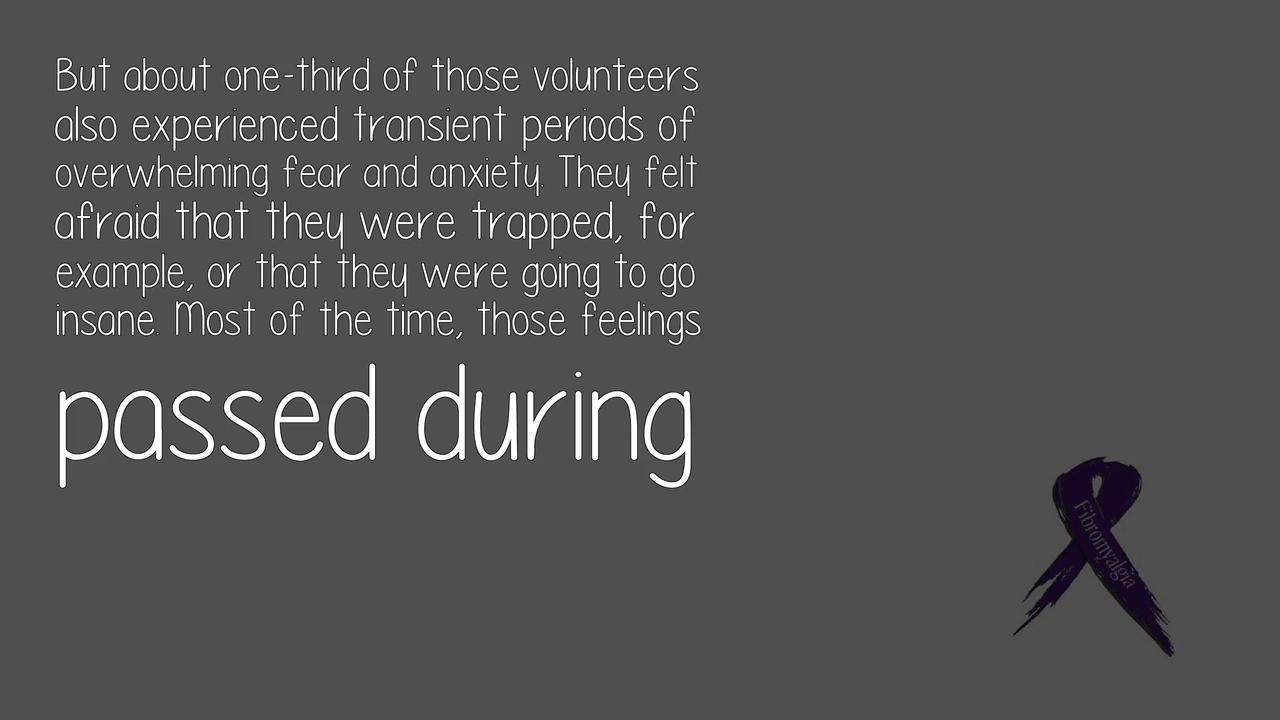 But about one-third of those volunteers
also experienced transient periods of
overwhelming fear and anxiety. They felt
afraid that they were trapped, for
example, or that they were going to go
insane. Most of the time, those feelings
passed during
Fibromyalgia